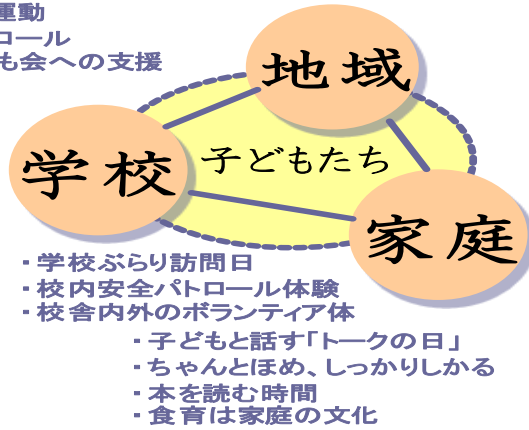 運動
ロール
も会への支援
地域
学校
子どもたち
家庭
・学校ぶらり訪問日
・校内安全パトロール体験
・校舎内外のボランティア体
・子どもと話す「トークの日」
・ちゃんとほめ、しっかりしかる
・本を読む時間
・食育は家庭の文化